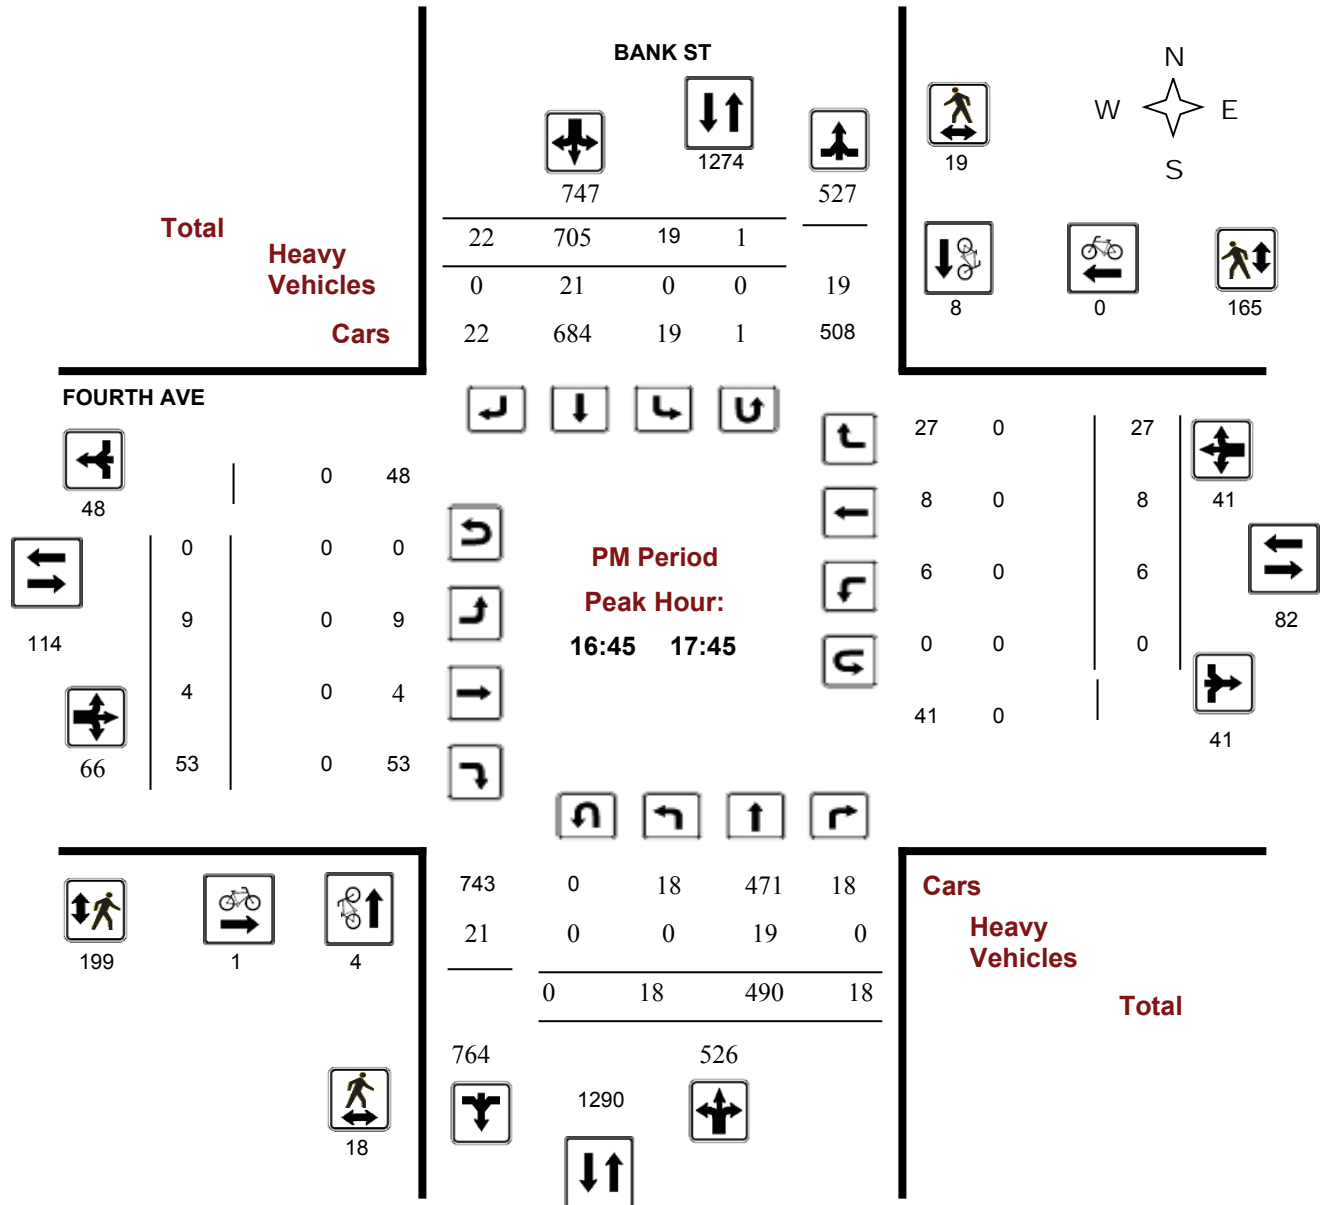 BANK ST
N
W E
S
1274
19
747 527
Total
22 705 19 1
Heavy
Vehicles
0 21 0 0 19
8 0 165
Cars
22 684 19 1 508
FOURTH AVE
27 0 27
0 48
48
8 0 8 41
0 0 0
PM Period
6 0 6
9 0 9
Peak Hour:
82
114
16:45 17:45
0 0 0
4 0 4
41 0
41
66 53 0 53
743 0 18 471 18
Cars
21 0 0 19 0
Heavy
Vehicles
199 1 4
0 18 490 18
Total
764 526
1290
18